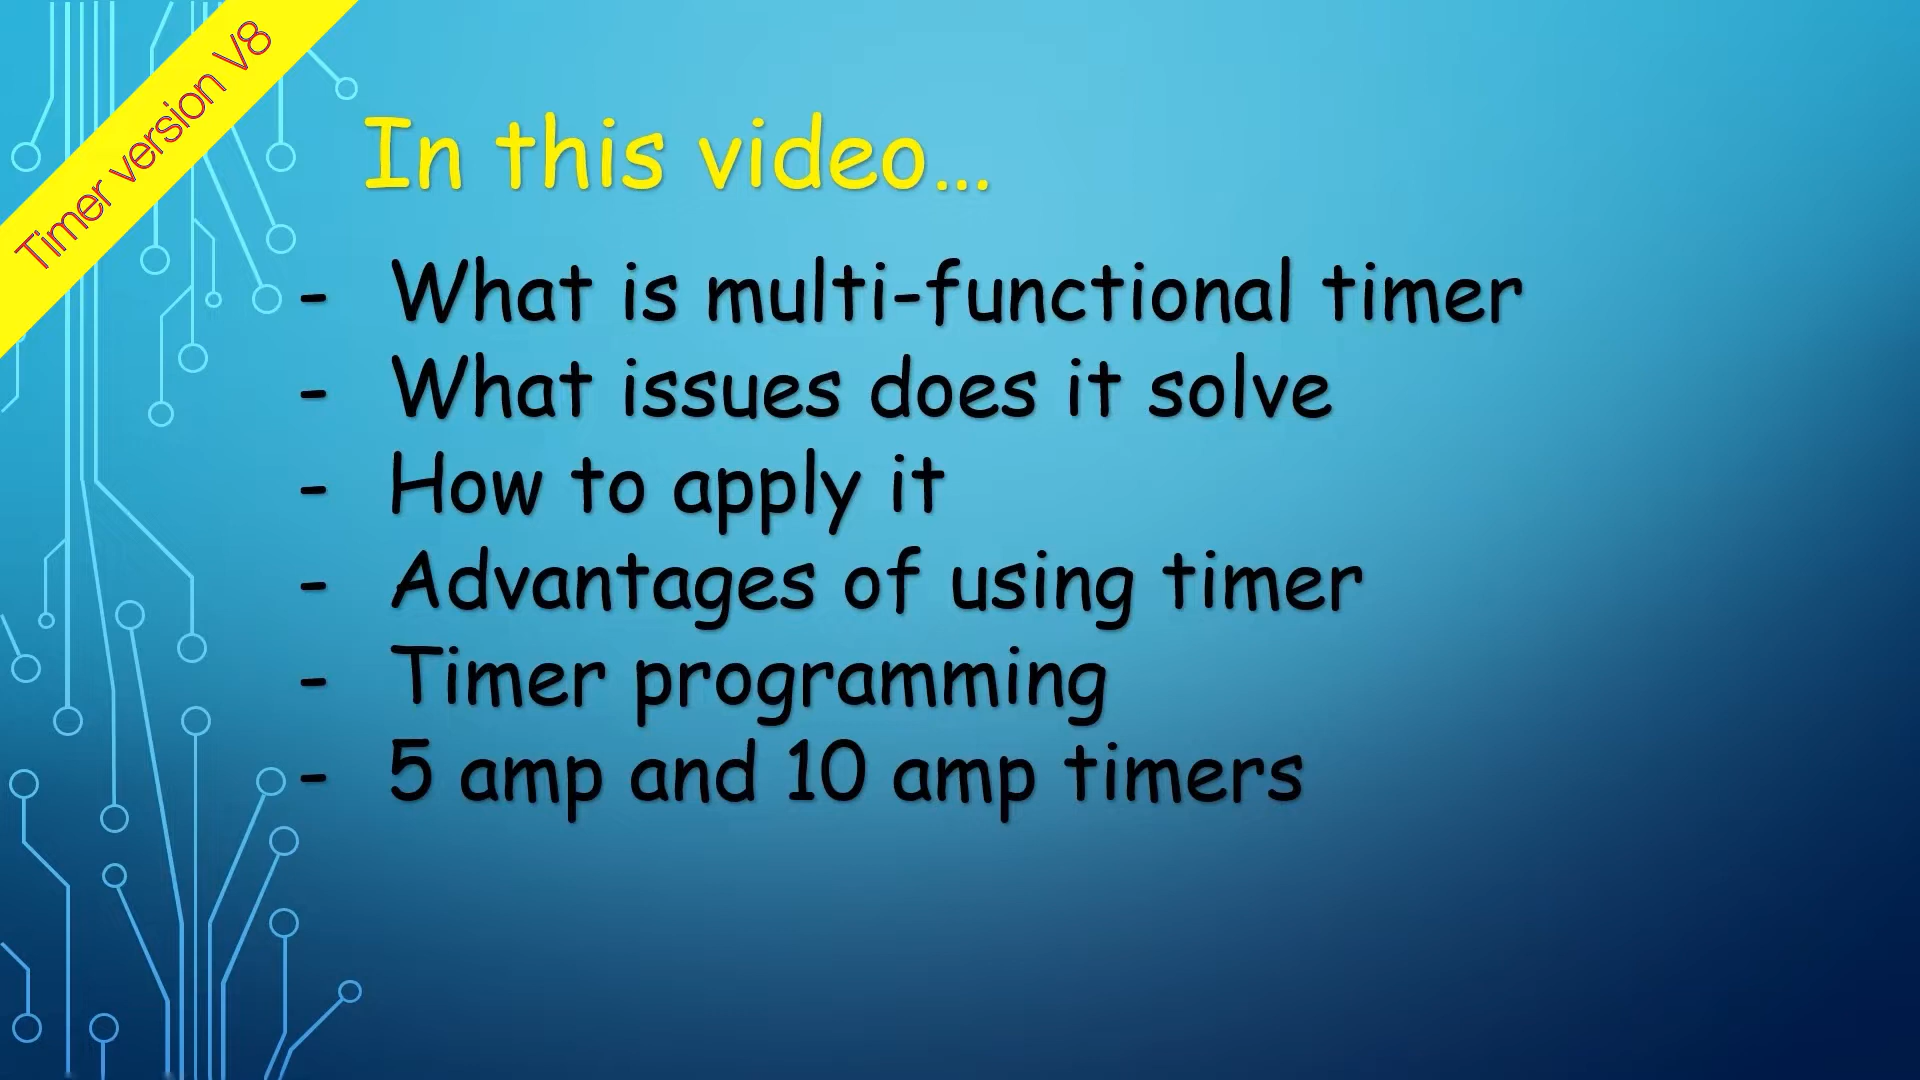 Timer version V8
In this video...
- What is multi-functional timer
- What issues does it solve
- How to apply it
- Advantages of using timer
- Timer programming
- 5 amp and 10 amp timers